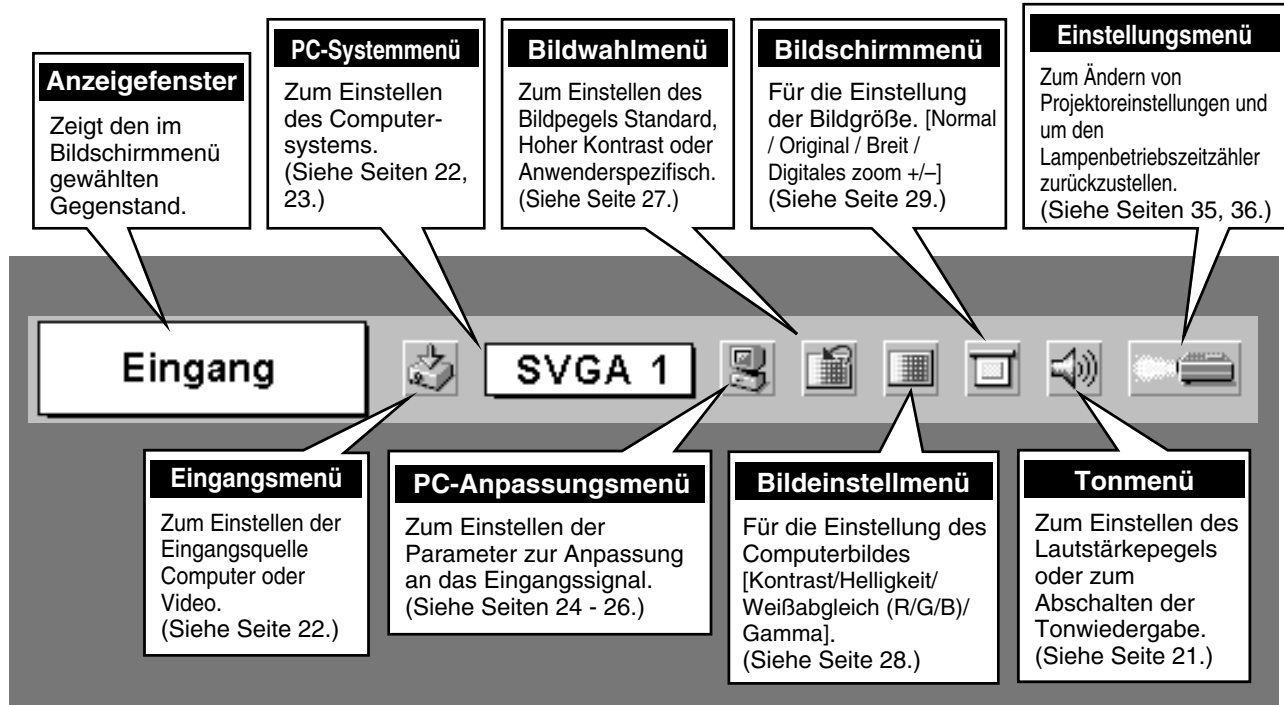 Anzeigefenster
Zeigt den im
Bildschirmmenü
gewählten
Gegenstand.
PC-Systemmenü
Zum Einstellen
des Computer-
systems.
(Siehe Seiten 22,
23.)
Bildwahlmenü
Zum Einstellen des
Bildpegels Standard,
Hoher Kontrast oder
Anwenderspezifisch.
(Siehe Seite 27.)
Bildschirmmenü
Für die Einstellung
der Bildgröße. [Normal
/ Original / Breit /
Digitales zoom +/–]
(Siehe Seite 29.)
Einstellungsmenü
Zum Ändern von
Projektoreinstellungen und
um den
Lampenbetriebszeitzähler
zurückzustellen.
(Siehe Seiten 35, 36.)
Eingang
SVGA 1
Eingangsmenü
Zum Einstellen der
Eingangsquelle
Computer oder
Video.
(Siehe Seite 22.)
PC-Anpassungsmenü
Zum Einstellen der
Parameter zur Anpassung
an das Eingangssignal.
(Siehe Seiten 24 - 26.)
Bildeinstellmenü
Für die Einstellung des
Computerbildes
[Kontrast/Helligkeit/
Weißabgleich (R/G/B)/
Gamma].
(Siehe Seite 28.)
Tonmenü
Zum Einstellen des
Lautstärkepegels
oder zum
Abschalten der
Tonwiedergabe.
(Siehe Seite 21.)